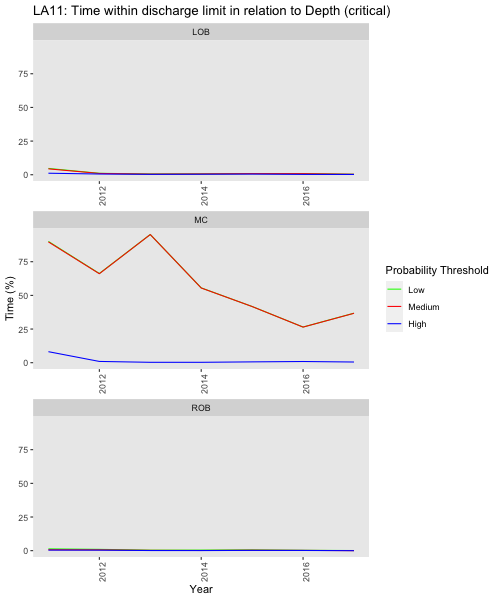 LA11: Time within discharge limit in relation to Depth (critical)
LOB
75
50
25
0
2012
2014
2016
MC
75
50
25
0
2012
2014
2016
ROB
75
50
25
0
2012
2014
2016
Time (%)
Year
Probability Threshold
Low
Medium
High